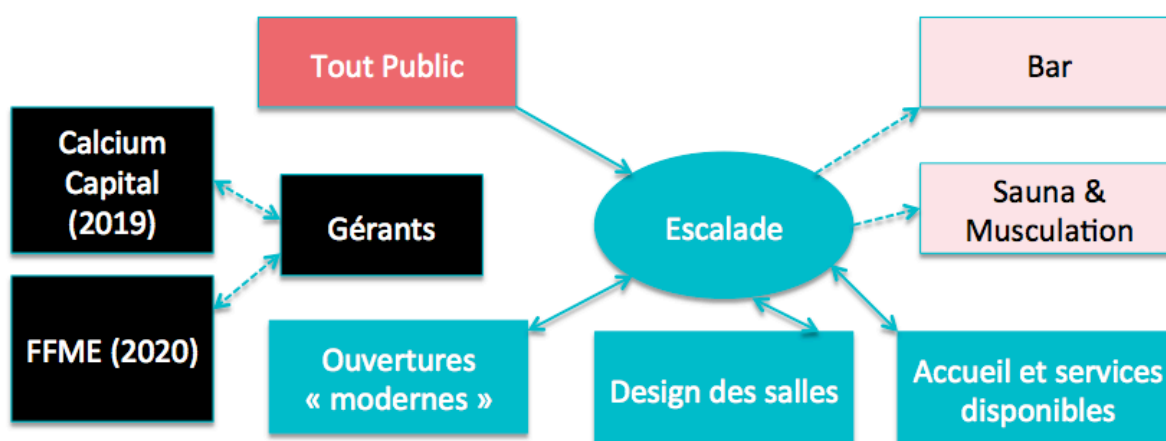 Tout Public
Bar
Calcium
Capital
(2019)
Gérants
Escalade
Sauna &
Musculation
FFME (2020)
Ouvertures
« modernes »
Design des salles
Accueil et services
disponibles